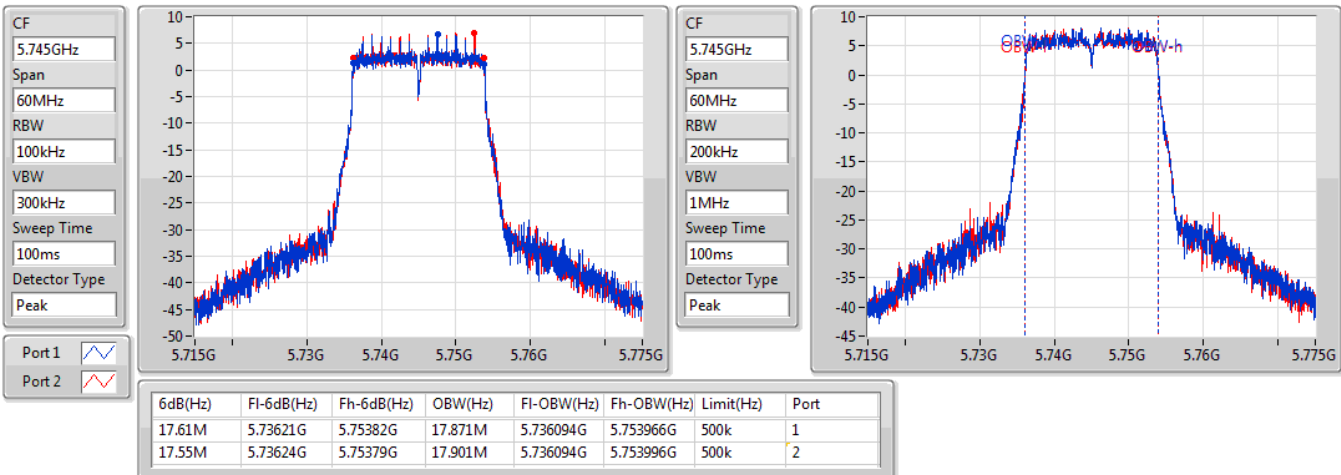 CF
5.745GHz
Span
60MHz
RBW
100kHz
VBW
300kHz
Sweep Time
100ms
Detector Type
Peak
Port 1
Port 2
10
5
0
-5
-10
-15
-20
-25
-30
-35
-40
-45
-50
5.715G 5.73G 5.74G 5.75G 5.76G 5.775G
CF
5.745GHz
Span
60MHz
RBW
200kHz
VBW
1MHz
Sweep Time
100ms
Detector Type
Peak
10
5
0
-5
-10
-15
-20
-25
-30
-35
-40
-45
OBW-h
5.715G 5.73G 5.74G 5.75G 5.76G 5.775G
6dB(Hz) Fl-6dB(Hz) Fh-6dB(Hz) OBW(Hz) Fl-OBW(Hz) Fh-OBW(Hz) Limit(Hz) Port
17.61M 5.73621G 5.75382G 17.871M 5.736094G 5.753966G 500k 1
17.55M 5.73624G 5.75379G 17.901M 5.736094G 5.753996G 500k 2